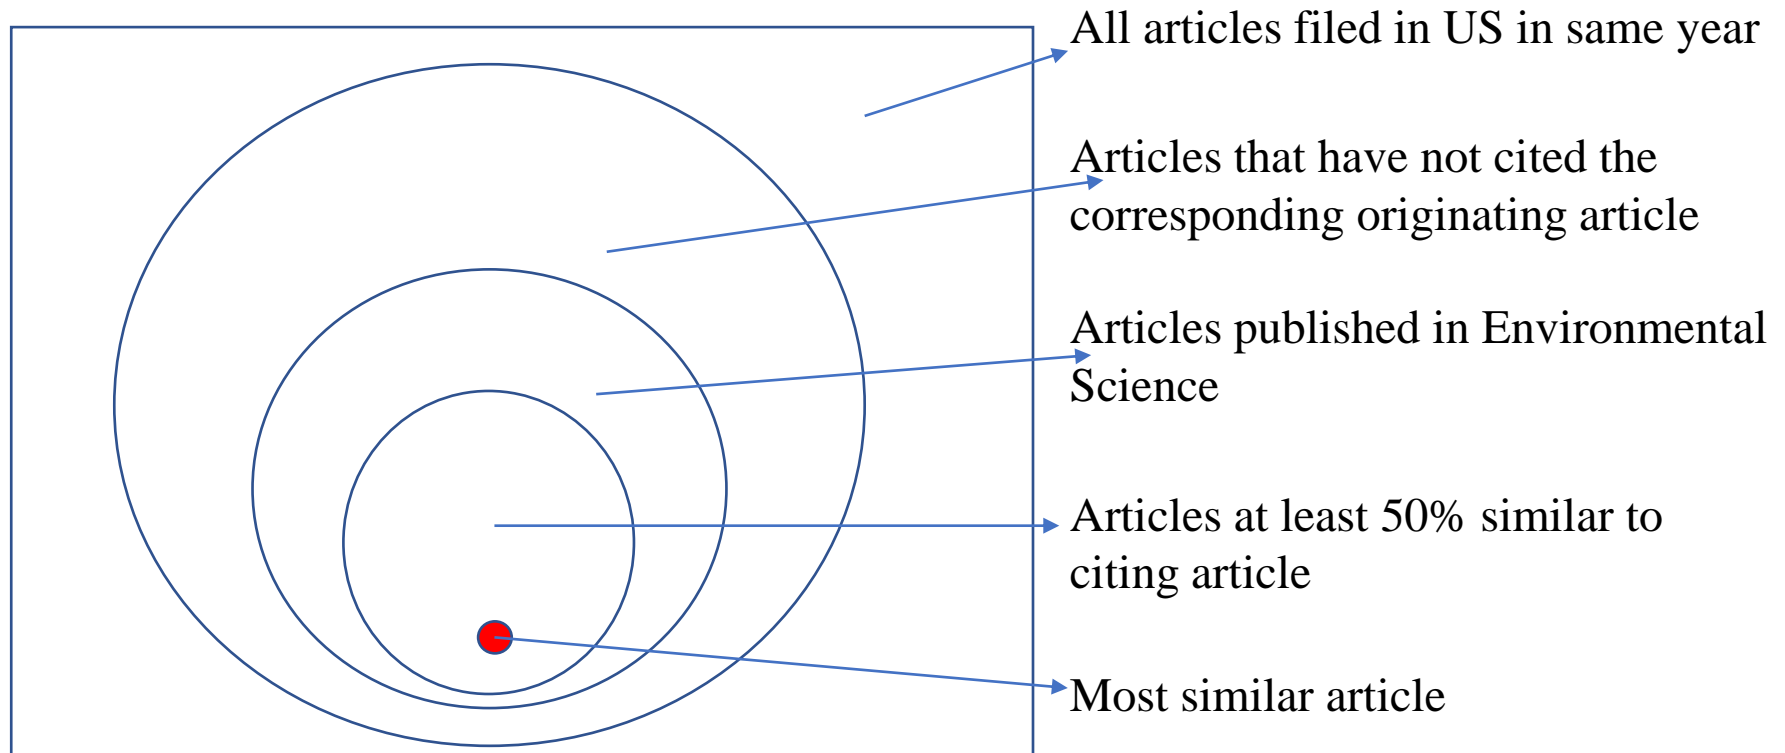 All articles filed in US in same year
Articles that have not cited the
corresponding originating article
Articles published in Environmental
Science
Articles at least 50% similar to
citing article
Most similar article